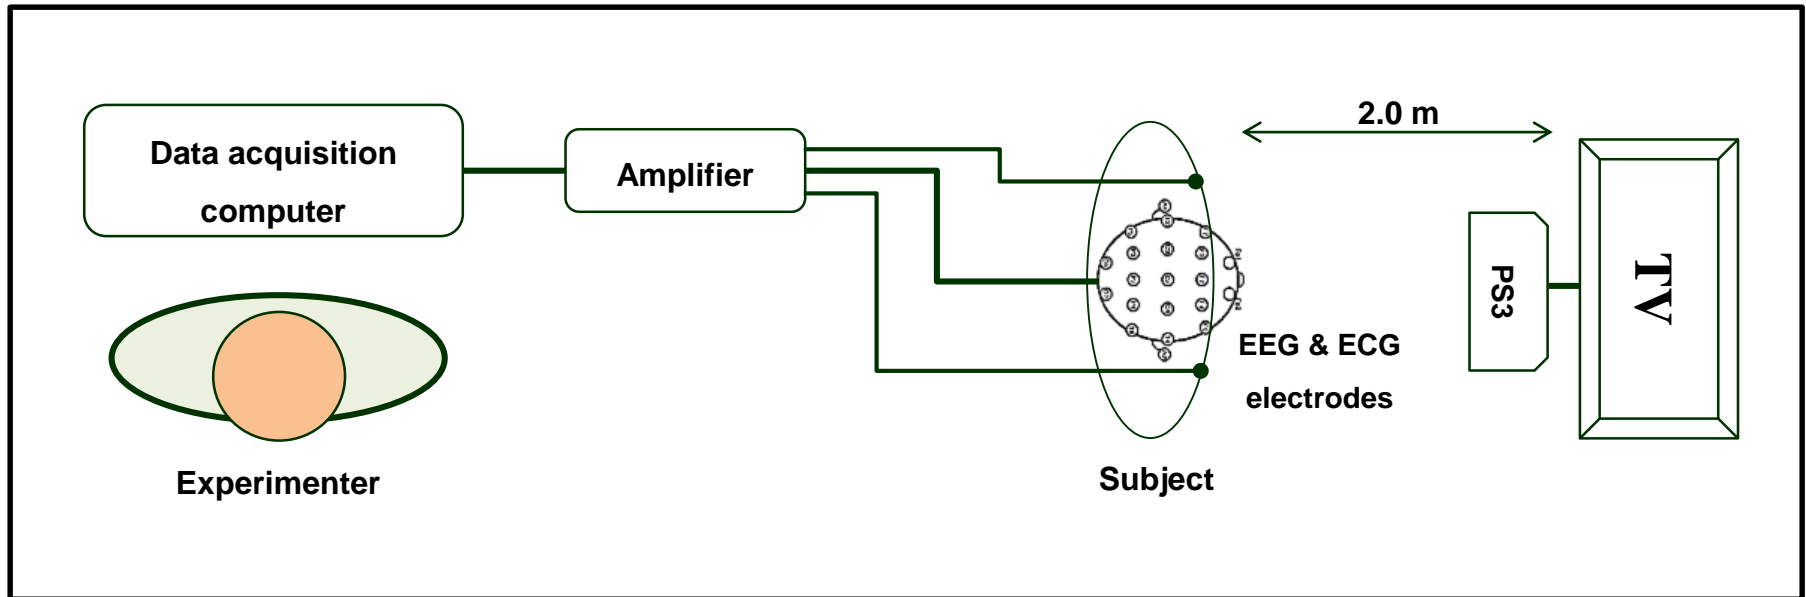 Data acquisition
computer
Amplifier
2.0 m
PS3
TV
EEG & ECG
electrodes
Experimenter
Subject